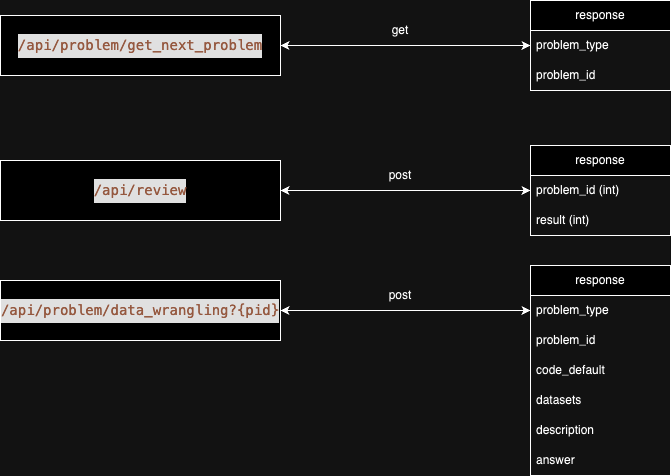 /api/problem/get_next_problem
get
response
problem_type
problem_id
/api/review
post
response
problem_id (int)
result (int)
/api/problem/data_wrangling?{pid}
post
response
problem_type
problem_id
code_default
datasets
description
answer